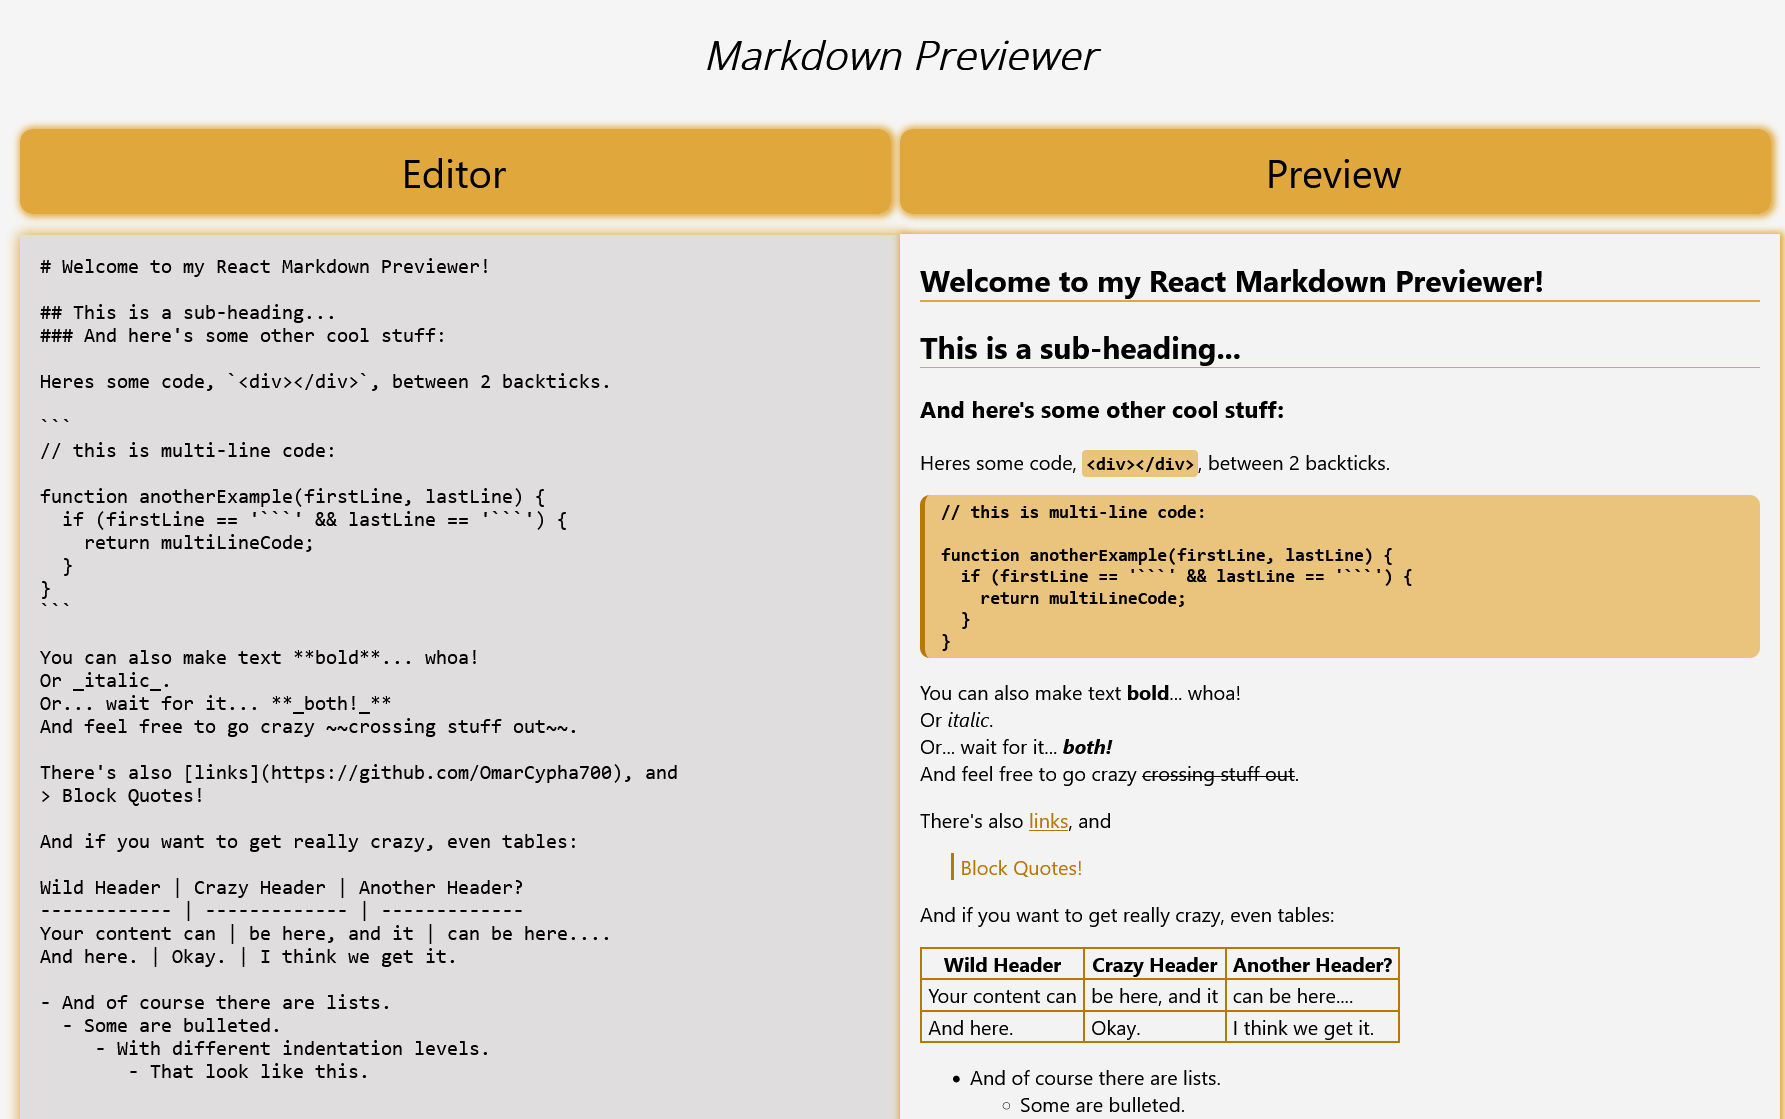 Markdown Previewer
Editor
# Welcome to my React Markdown Previewer!
## This is a sub-heading...
### And here's some other cool stuff:
Heres some code, `<div></div>`, between 2 backticks.
```
// this is multi-line code:
function anotherExample(firstLine, lastLine) {
  if (firstLine == '```' && lastLine == '```') {
    return multiLineCode;
  }
}
```
You can also make text **bold**... whoa!
Or _italic_.
Or... wait for it... **_both!_**
And feel free to go crazy ~~crossing stuff out~~.
There's also [links](https://github.com/OmarCypha700), and
> Block Quotes!
And if you want to get really crazy, even tables:
Wild Header | Crazy Header | Another Header?
------------ | ------------- | -------------
Your content can | be here, and it | can be here....
And here. | Okay. | I think we get it.
- And of course there are lists.
  - Some are bulleted.
     - With different indentation levels.
        - That look like this.
Preview
Welcome to my React Markdown Previewer!
This is a sub-heading...
And here's some other cool stuff:
Heres some code, <div></div>, between 2 backticks.
// this is multi-line code:
function anotherExample(firstLine, lastLine) {
  if (firstLine == '```' && lastLine == '```') {
    return multiLineCode;
  }
}
You can also make text bold... whoa!
Or italic.
Or... wait for it... both!
And feel free to go crazy crossing stuff out.
There's also links, and
Block Quotes!
And if you want to get really crazy, even tables:
Wild Header Crazy Header Another Header?
Your content can be here, and it can be here....
And here. Okay. I think we get it.
• And of course there are lists.
○ Some are bulleted.